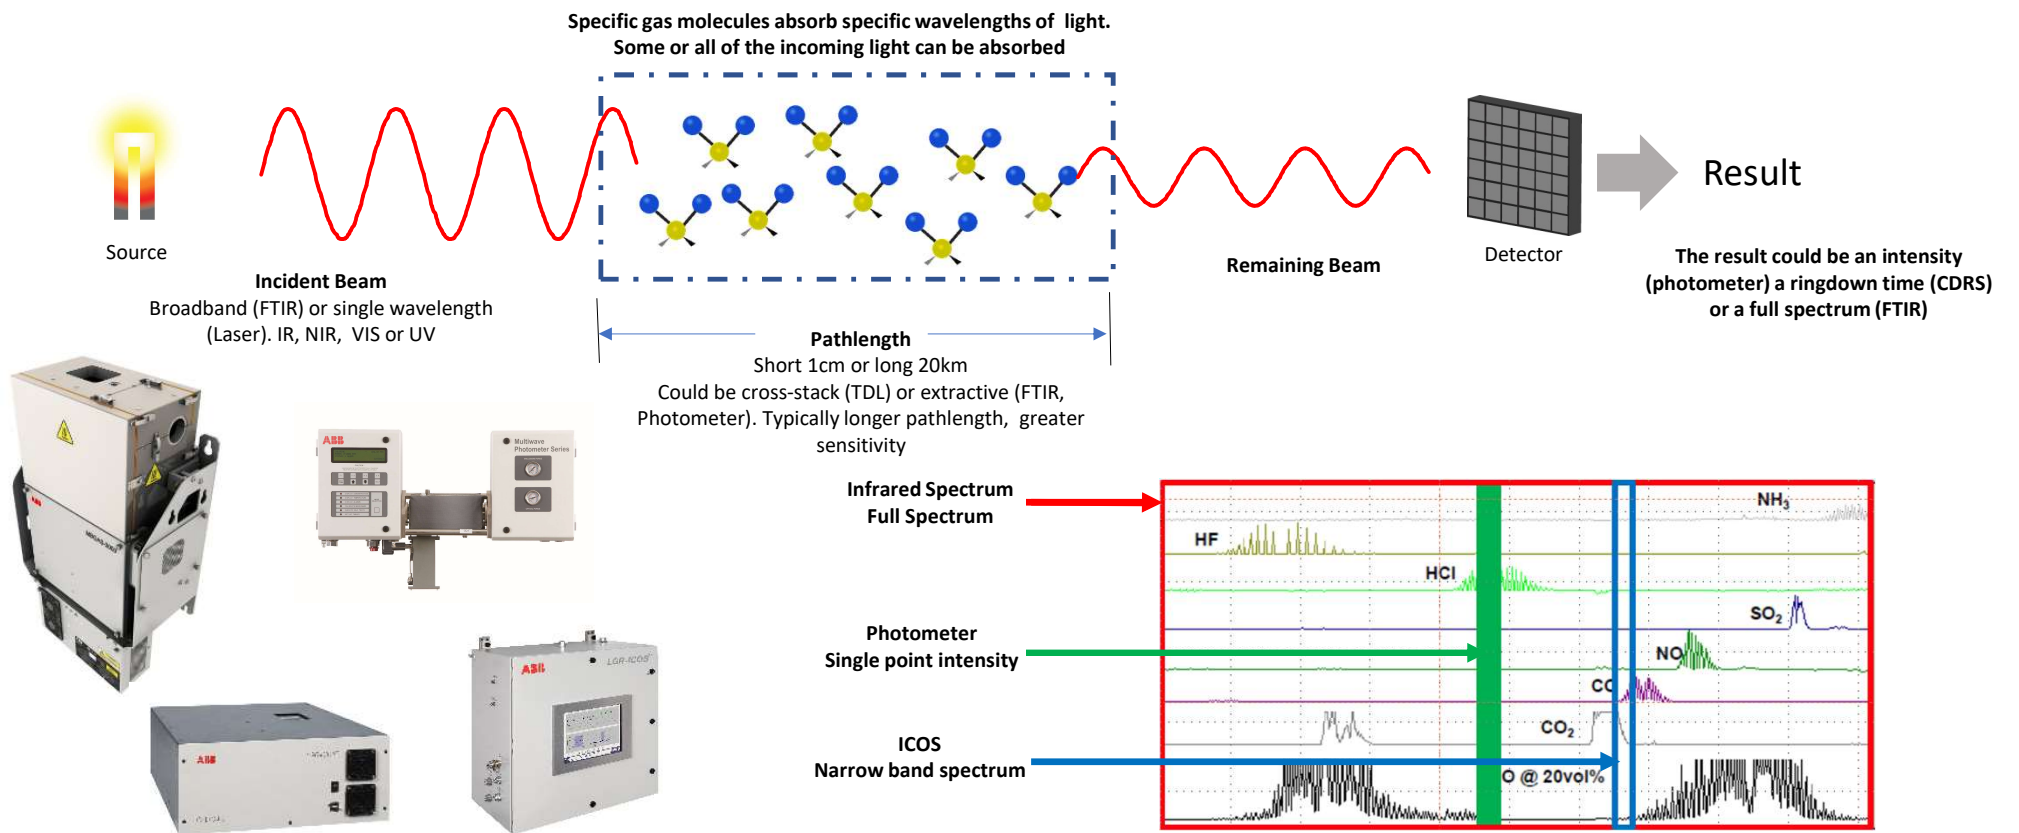 Specific gas molecules absorb specific wavelengths of light.
Some or all of the incoming light can be absorbed
Source
Incident Beam
Broadband (FTIR) or single wavelength
(Laser). IR, NIR, VIS or UV
Pathlength
Short 1cm or long 20km
Could be cross-stack (TDL) or extractive (FTIR,
Photometer). Typically longer pathlength, greater
sensitivity
Remaining Beam
Detector
Result
The result could be an intensity
(photometer) a ringdown time (CDRS)
or a full spectrum (FTIR)
ABB
ABB
Multiwave
Photometer Series
ABB
ABB
LGR-ICOS
Infrared Spectrum
Full Spectrum
Photometer
Single point intensity
ICOS
Narrow band spectrum
NH3
HF
HCl
SO2
NO
CO
CO2
O @ 20vol%